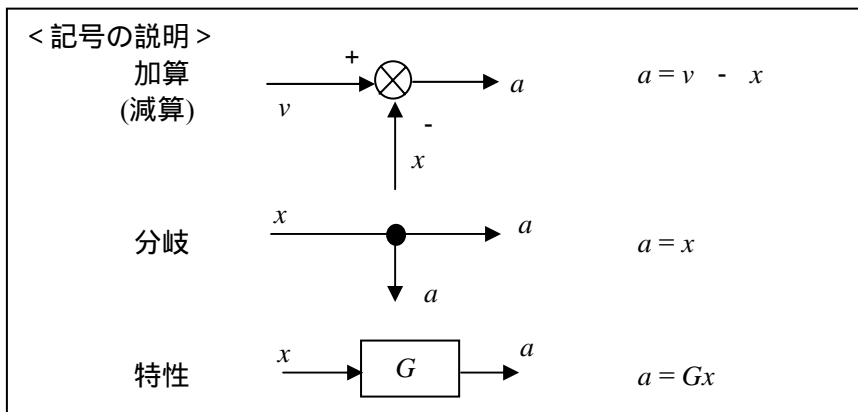 <記号の説明>
加算
(減算)
+
v
a
-
x
a = v - x
分岐
x
a
a
a = x
特性
x
G
a
a = Gx